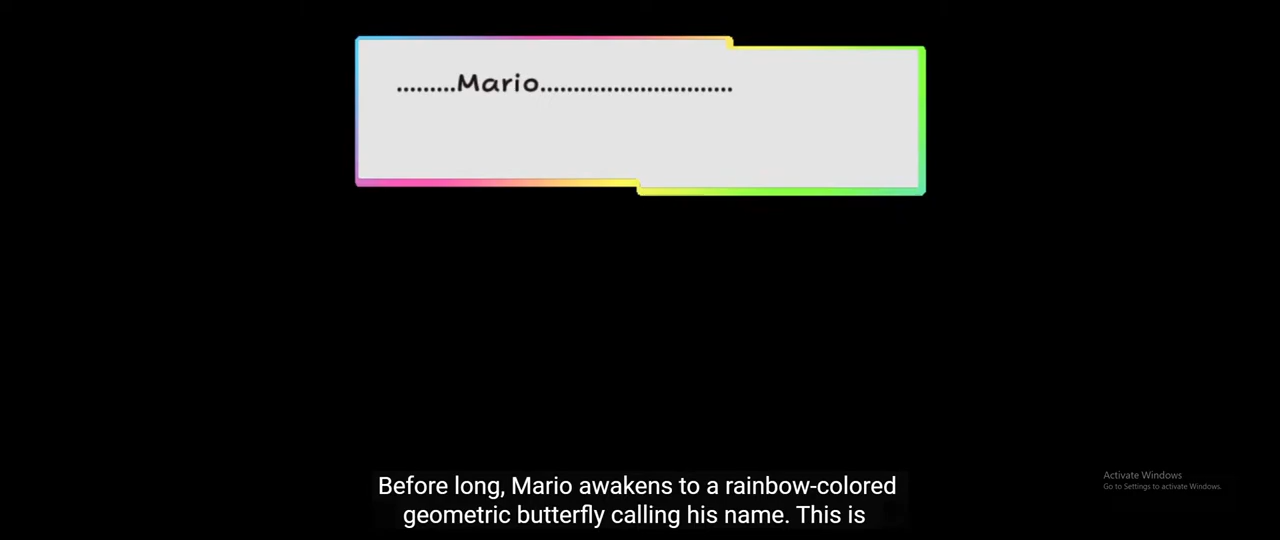 .........Mario.............................
Before long, Mario awakens to a rainbow-colored
geometric butterfly calling his name. This is
Activate Windows
Go to Settings to activate Windows.